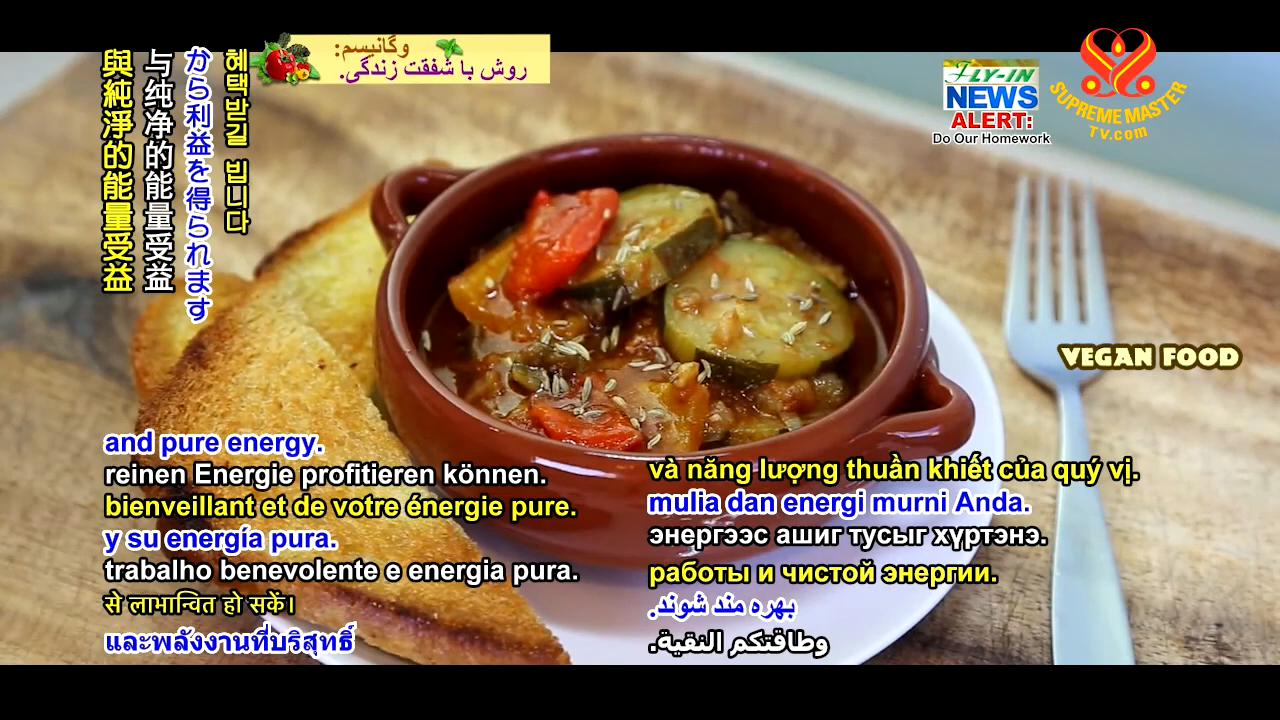 與純淨的能量受益
与纯净的能量受益
から利益を得られます
혜택받길 빕니다
وگانیسم:
روش با شفقت زندگی.
FLY-IN
NEWS
ALERT:
Do Our Homework
SUPREME MASTER
TV.com
VEGAN FOOD
and pure energy.
reinen Energie profitieren können.
bienveillant et de votre énergie pure.
y su energía pura.
trabalho benevolente e energia pura.
से लाभान्वित हो सकें।
และพลังงานที่บริสุทธิ์
và năng lượng thuần khiết của quý vị.
mulia dan energi murni Anda.
энергээс ашиг тусыг хүртэнэ.
работы и чистой энергии.
بهره مند شوند.
وطاقتكم النقية.